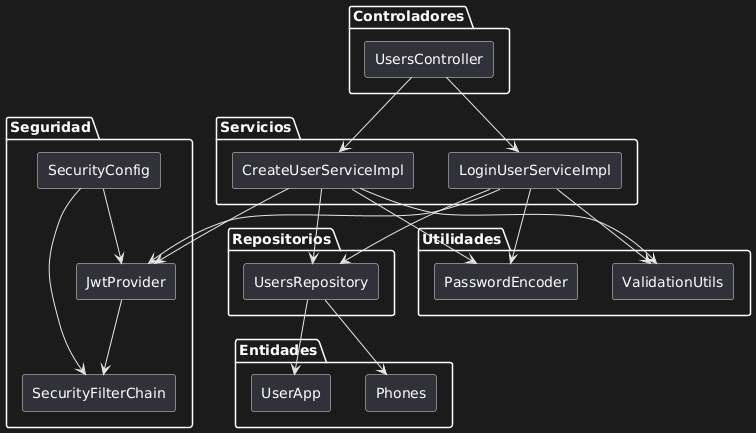 Controladores
UsersController
Seguridad
Servicios
SecurityConfig
CreateUserServiceImpl
LoginUserServiceImpl
Repositorios
Utilidades
JwtProvider
UsersRepository
PasswordEncoder
ValidationUtils
Entidades
SecurityFilterChain
UserApp
Phones